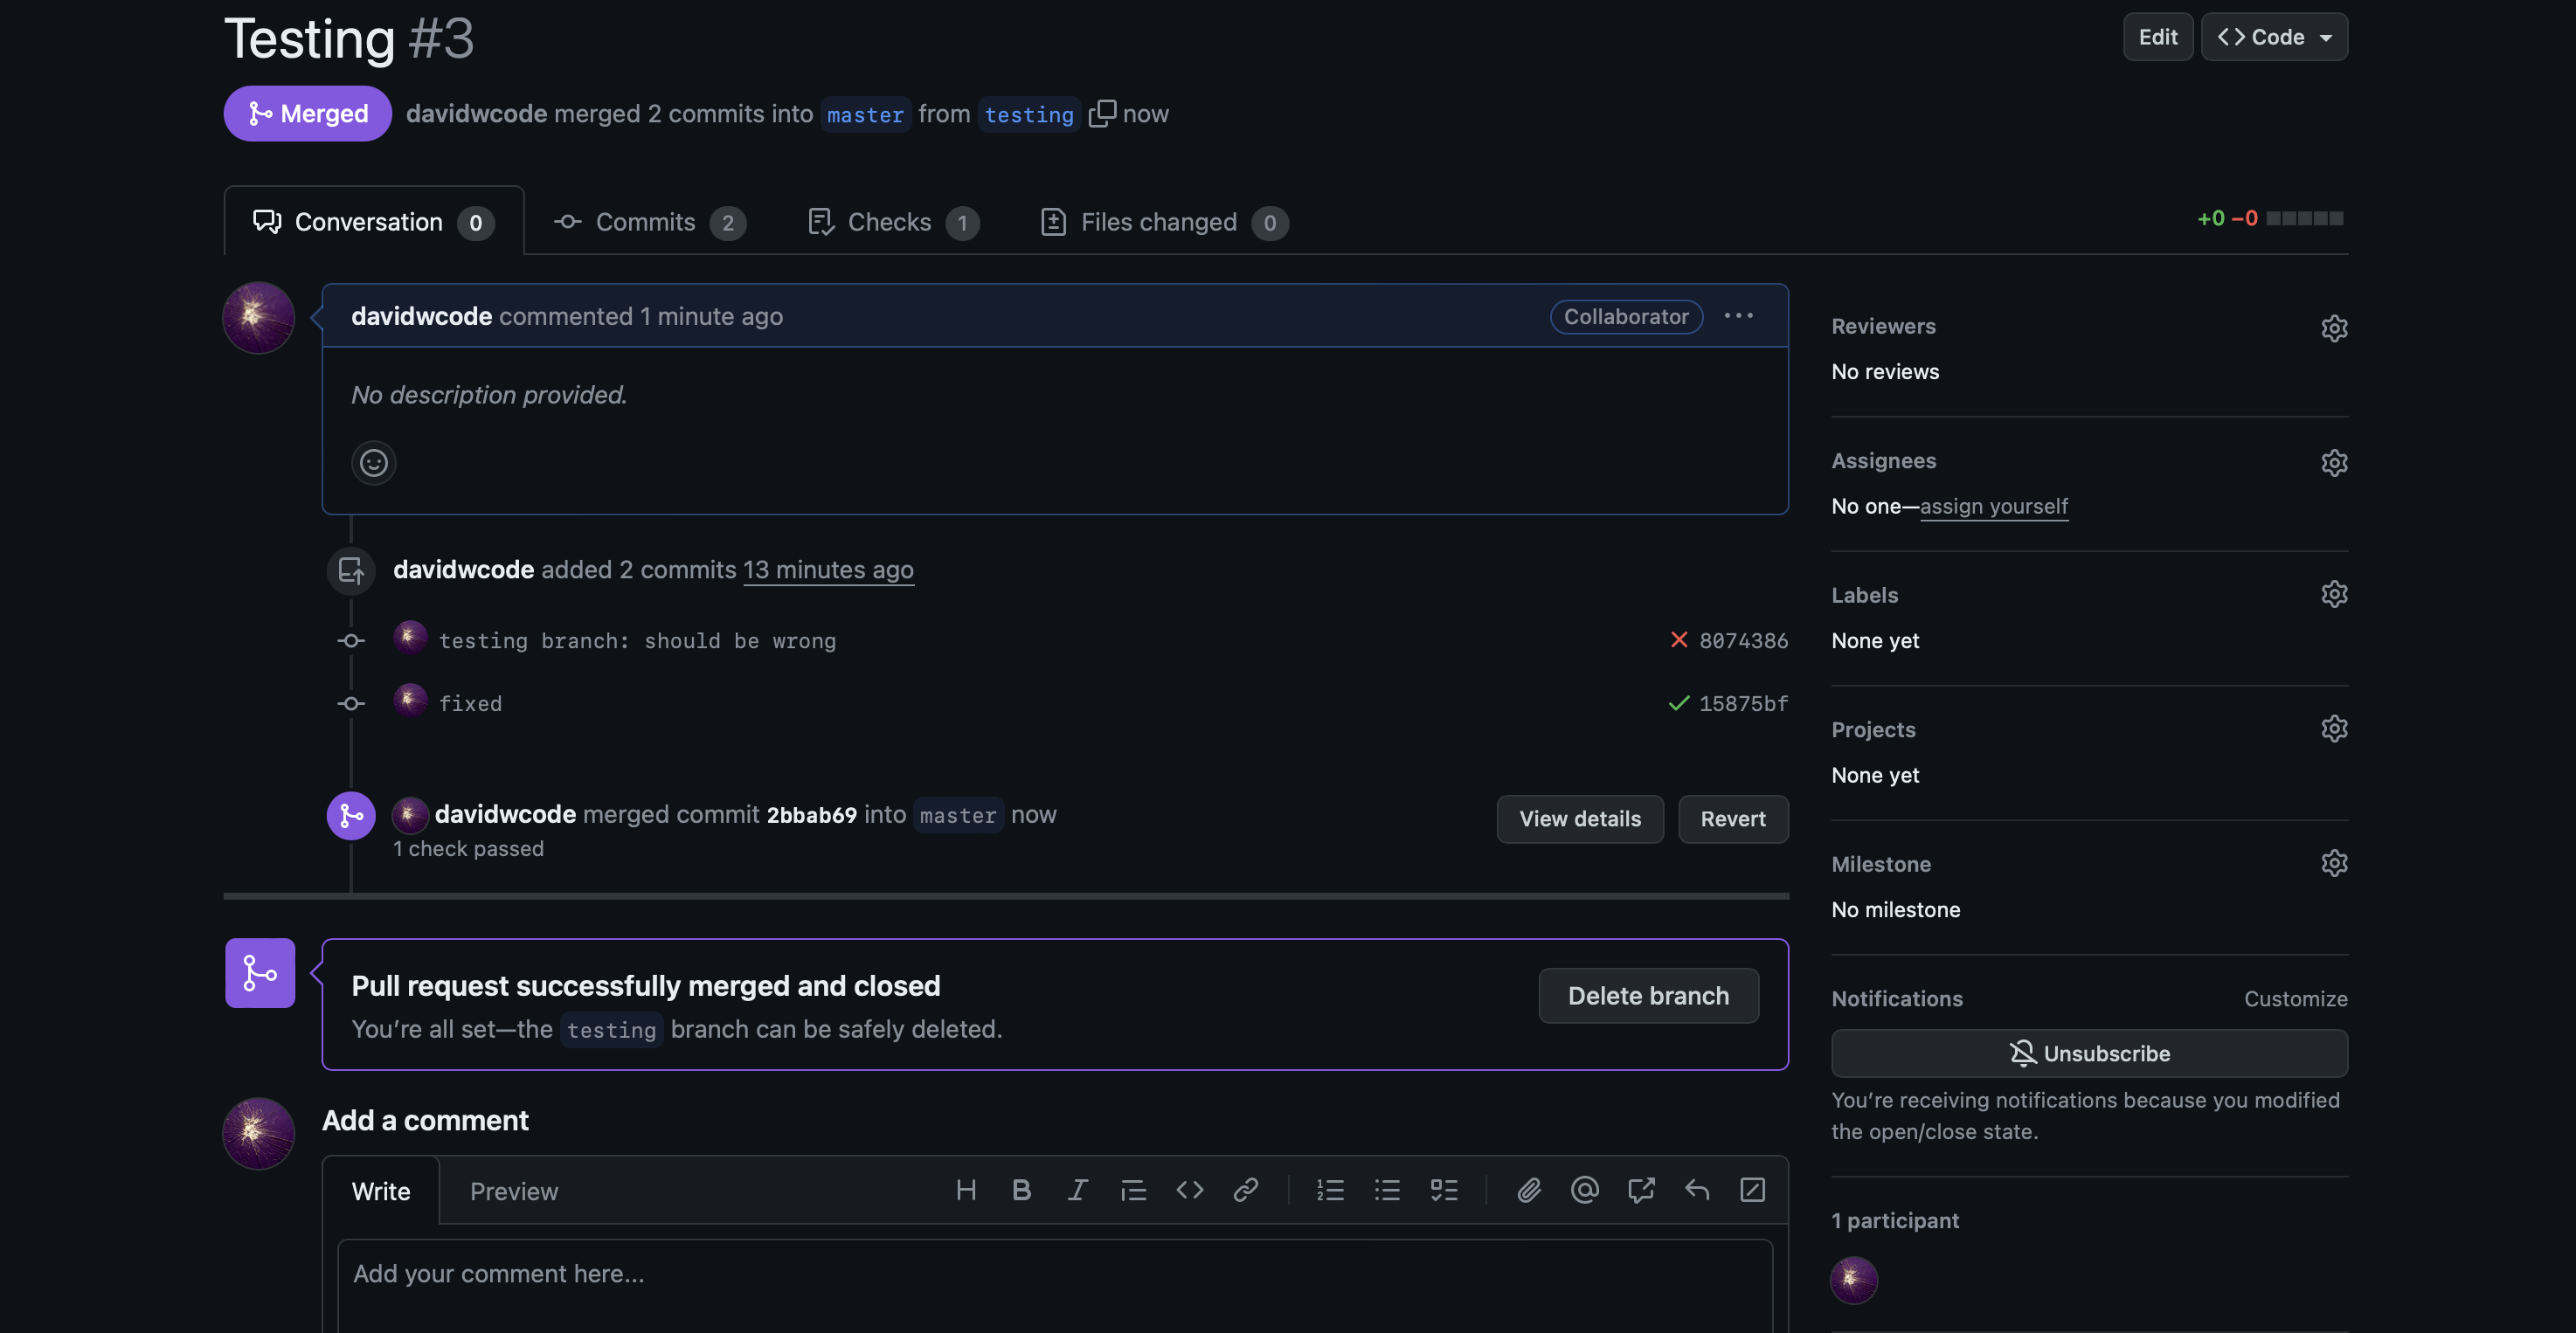 Testing #3
Edit
Code
Merged
davidwcode merged 2 commits into master from testing now
Conversation 0
Commits 2
Checks 1
Files changed 0
+0 −0
davidwcode commented 1 minute ago
Collaborator
No description provided.
davidwcode added 2 commits 13 minutes ago
testing branch: should be wrong
8074386
fixed
15875bf
davidwcode merged commit 2bbab69 into master now
1 check passed
View details
Revert
Pull request successfully merged and closed
You’re all set—the testing branch can be safely deleted.
Delete branch
Add a comment
Write
Preview
Add your comment here...
Reviewers
No reviews
Assignees
No one—assign yourself
Labels
None yet
Projects
None yet
Milestone
No milestone
Notifications
Customize
Unsubscribe
You’re receiving notifications because you modified
the open/close state.
1 participant